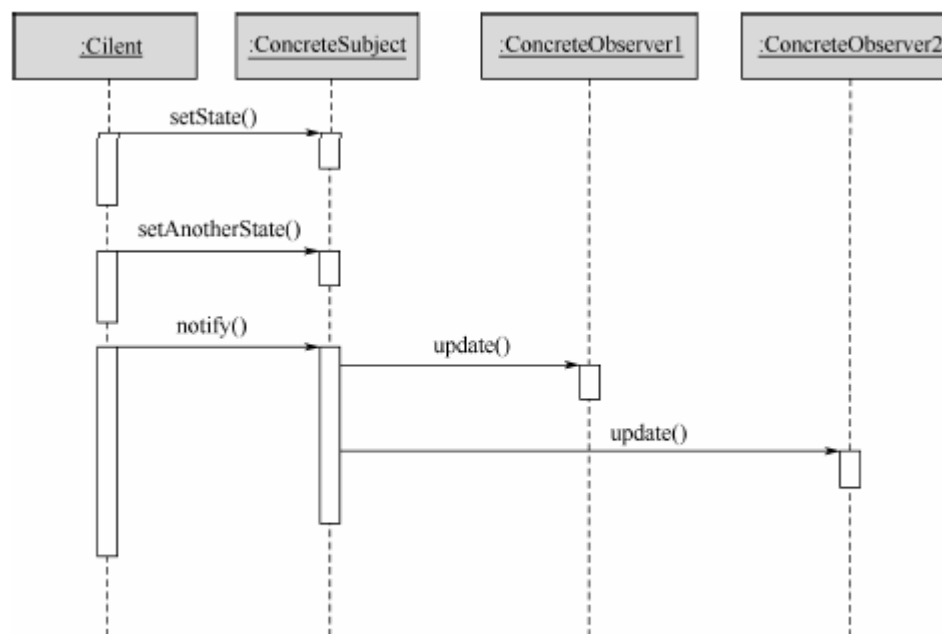 :Cilent
:ConcreteSubject
:ConcreteObserver1
:ConcreteObserver2
setState()
setAnotherState()
notify()
update()
update()